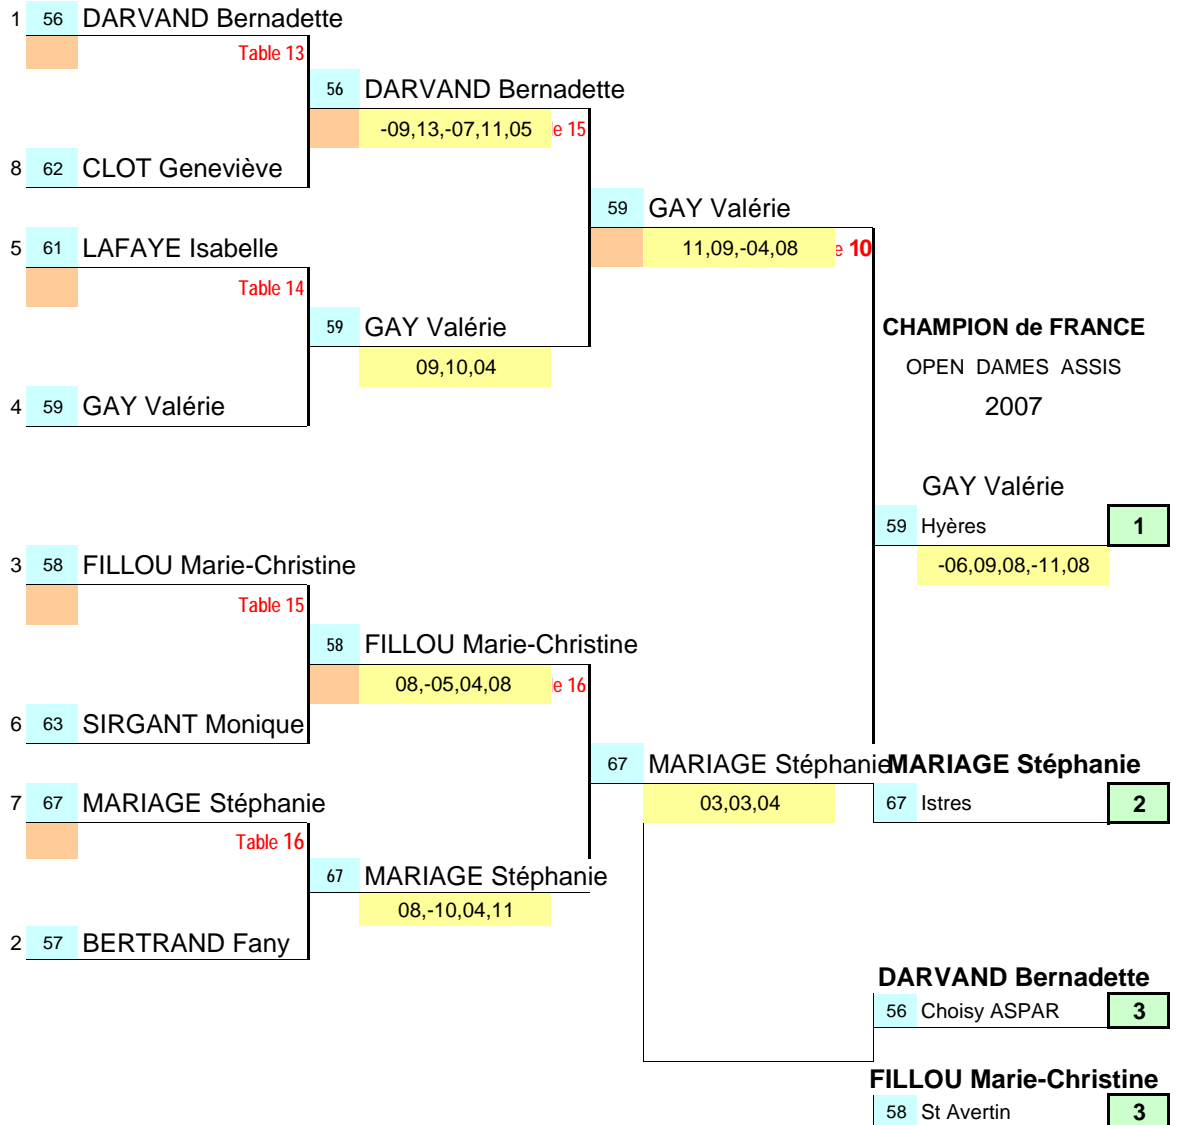 1 56 DARVAND Bernadette
Table 13
56 DARVAND Bernadette
-09,13,-07,11,05 e 15
8 62 CLOT Geneviève
59 GAY Valérie
5 61 LAFAYE Isabelle
11,09,-04,08 e 10
Table 14
59 GAY Valérie
CHAMPION de FRANCE
09,10,04
OPEN DAMES ASSIS
4 59 GAY Valérie
2007
GAY Valérie
59 Hyères 1
3 58 FILLOU Marie-Christine
-06,09,08,-11,08
Table 15
58 FILLOU Marie-Christine
08,-05,04,08 e 16
6 63 SIRGANT Monique
67 MARIAGE Stéphanie
MARIAGE Stéphanie
7 67 MARIAGE Stéphanie
03,03,04
67 Istres 2
Table 16
67 MARIAGE Stéphanie
08,-10,04,11
2 57 BERTRAND Fany
DARVAND Bernadette
56 Choisy ASPAR 3
FILLOU Marie-Christine
58 St Avertin 3